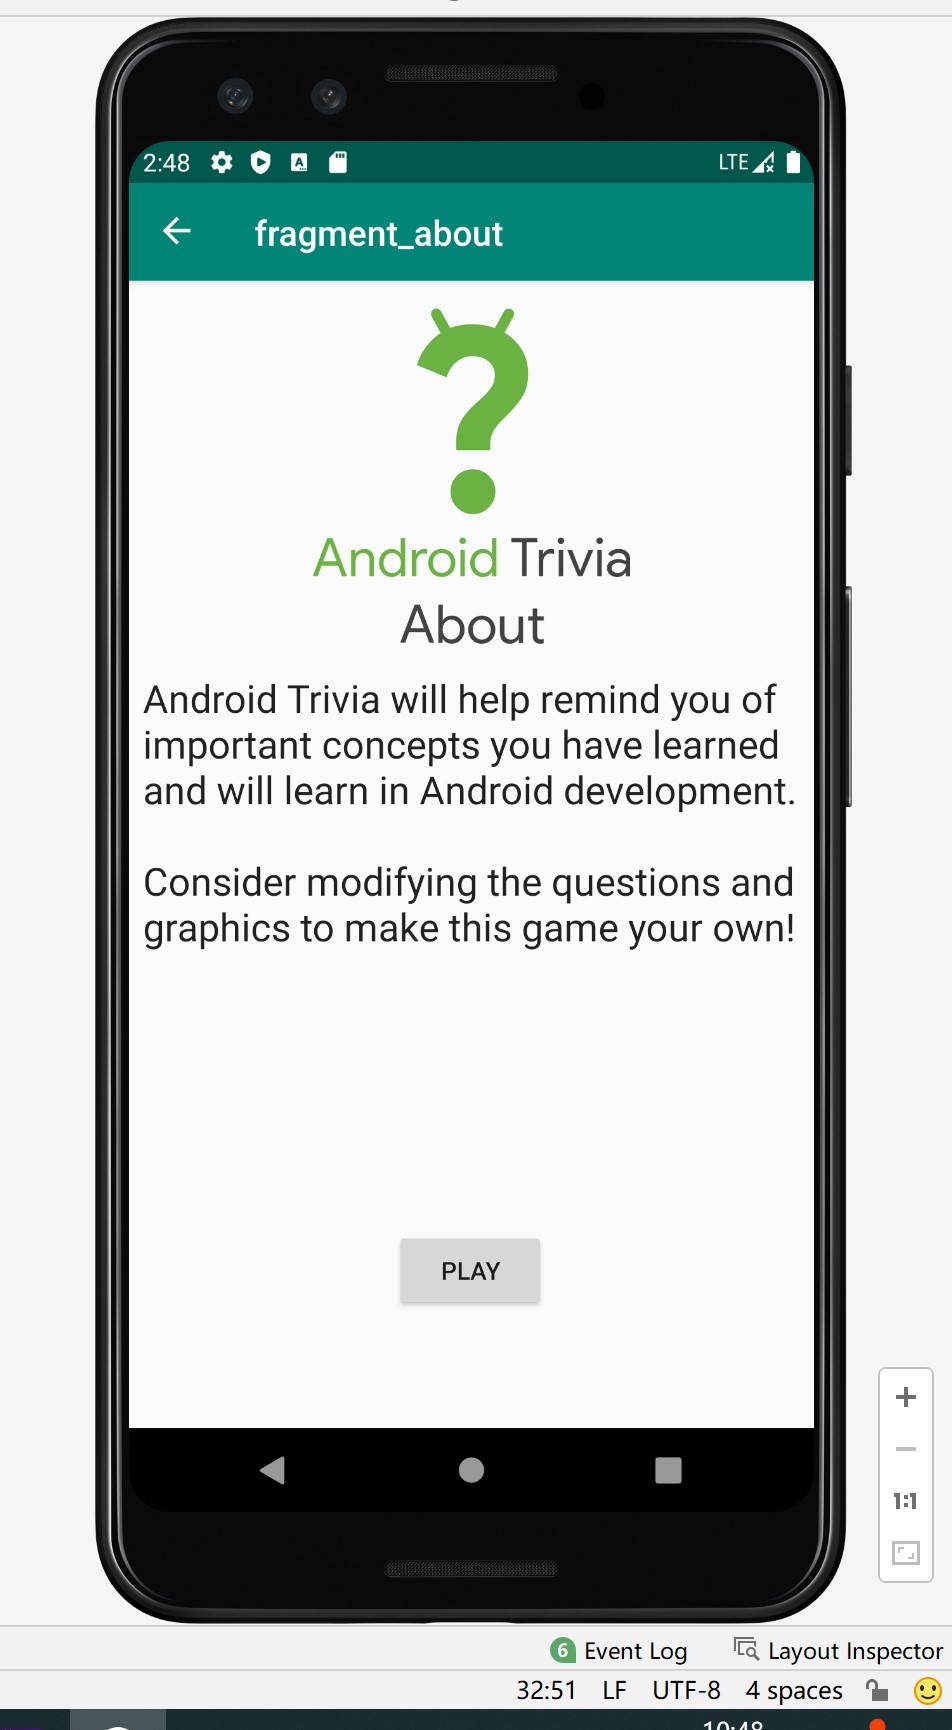 2:48
LTE
fragment_about
Android Trivia
About
Android Trivia will help remind you of
important concepts you have learned
and will learn in Android development.
Consider modifying the questions and
graphics to make this game your own!
PLAY
1:1
6 Event Log Layout Inspector
32:51 LF UTF-8 4 spaces